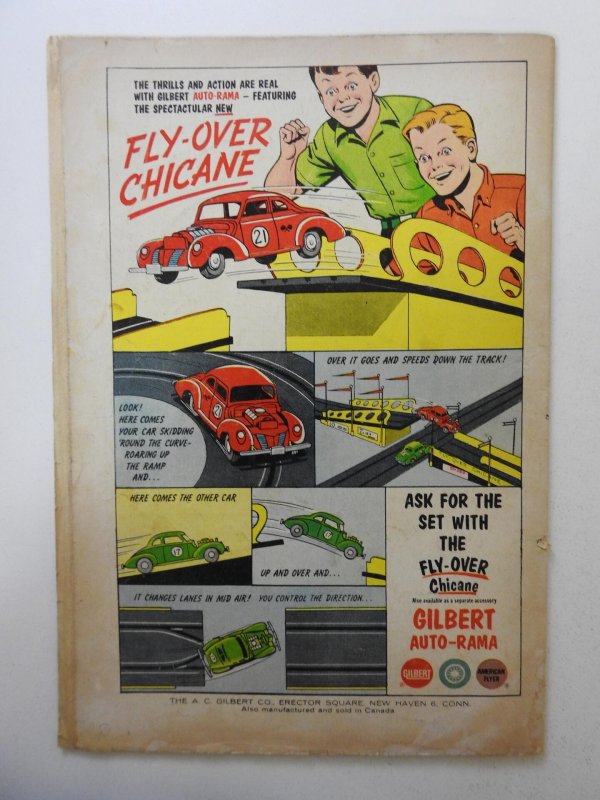 THE THRILLS AND ACTION ARE REAL
WITH GILBERT AUTO-RAMA – FEATURING
THE SPECTACULAR NEW
FLY-OVER
CHICANE
21
LOOK!
HERE COMES
YOUR CAR SKIDDING
'ROUND THE CURVE-
ROARING UP
THE RAMP
AND...
OVER IT GOES AND SPEEDS DOWN THE TRACK!
HERE COMES THE OTHER CAR
17
UP AND OVER AND...
IT CHANGES LANES IN MID AIR! YOU CONTROL THE DIRECTION...
ASK FOR THE
SET WITH
THE
FLY-OVER
Chicane
Also available as a separate accessory
GILBERT
AUTO-RAMA
GILBERT
AMERICAN
FLYER
THE A. C. GILBERT CO., ERECTOR SQUARE, NEW HAVEN 6, CONN.
Also manufactured and sold in Canada